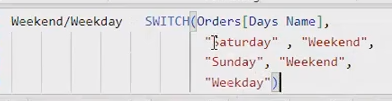 Weekend/Weekday SWITCH(Orders[Days Name],
"Saturday" , "Weekend",
"Sunday", "Weekend",
"Weekday")